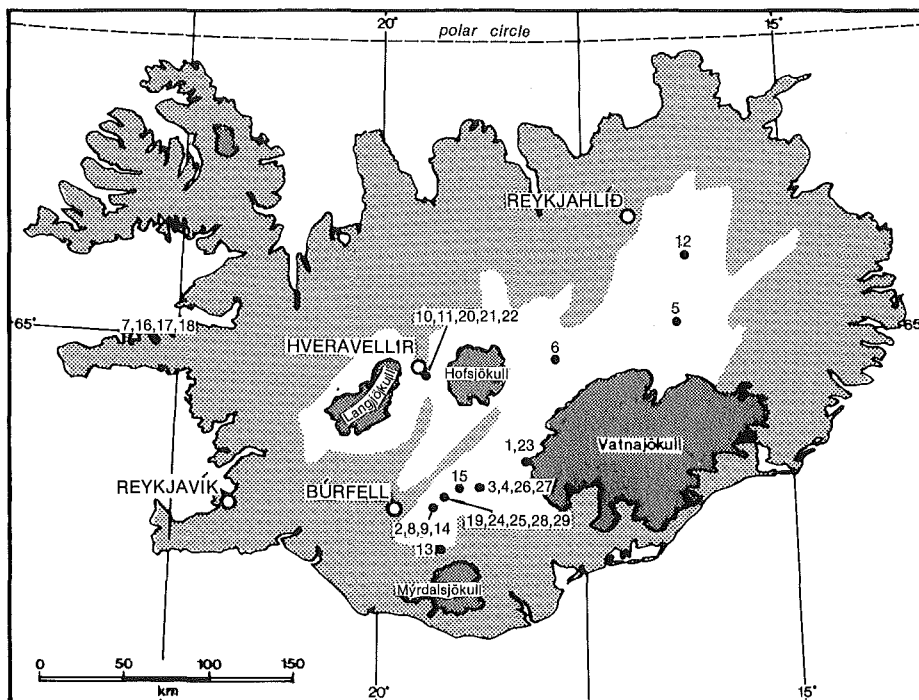 20° 15°
polar circle
REYKJAHLÍÐ
12
65° 7,16,17,18 10,11,20,21,22 5 65°
HVERAVELLIR 6
Langjökull Hofsjökull
Vatnajökull
1,23
REYKJAVÍK BÚRFELL 15 3,4,26,27
2,8,9,14 19,24,25,28,29
13
Mýrdalsjökull
0 50 100 150
km
20° 15°